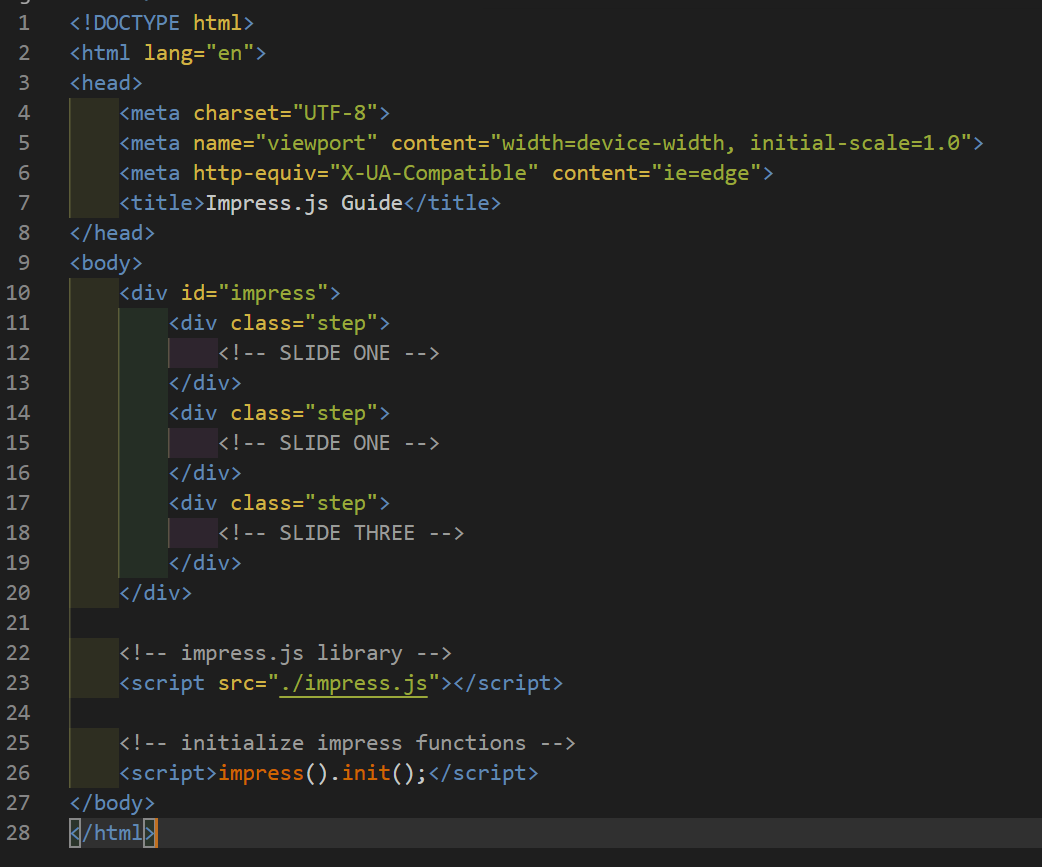 1 <!DOCTYPE html>
2 <html lang="en">
3 <head>
4     <meta charset="UTF-8">
5     <meta name="viewport" content="width=device-width, initial-scale=1.0">
6     <meta http-equiv="X-UA-Compatible" content="ie=edge">
7     <title>Impress.js Guide</title>
8 </head>
9 <body>
10     <div id="impress">
11         <div class="step">
12             <!-- SLIDE ONE -->
13         </div>
14         <div class="step">
15             <!-- SLIDE ONE -->
16         </div>
17         <div class="step">
18             <!-- SLIDE THREE -->
19         </div>
20     </div>
21
22     <!-- impress.js library -->
23     <script src="./impress.js"></script>
24
25     <!-- initialize impress functions -->
26     <script>impress().init();</script>
27 </body>
28 </html>